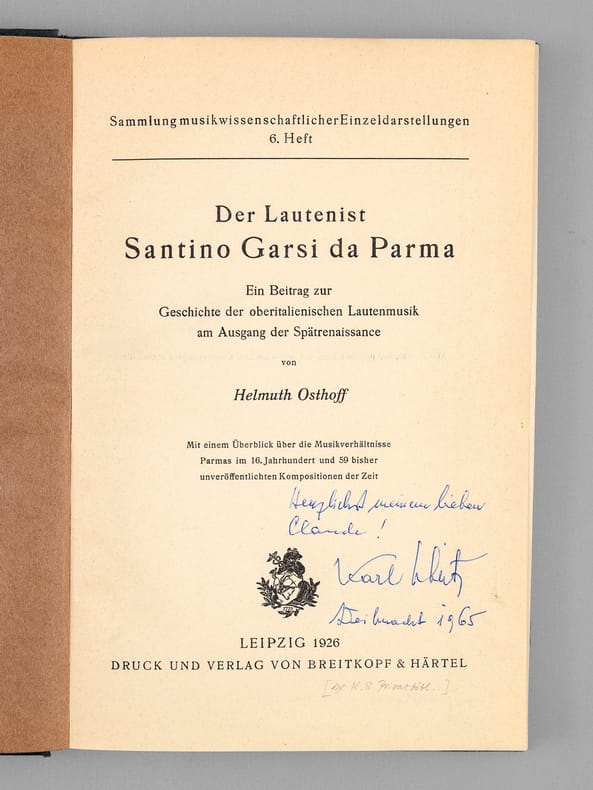 Sammlung musikwissenschaftlicher Einzeldarstellungen
6. Heft
Der Lautenist
Santino Garsi da Parma
Ein Beitrag zur
Geschichte der oberitalienischen Lautenmusik
am Ausgang der Spätrenaissance
von
Helmuth Osthoff
Mit einem Überblick über die Musikverhältnisse
Parmas im 16. Jahrhundert und 59 bisher
unveröffentlichten Kompositionen der Zeit
Herzlichst meinem lieben
Claude!
Karl
Weihnacht 1965
LEIPZIG 1926
DRUCK UND VERLAG VON BREITKOPF & HÄRTEL
K.S. Privatbibl...]